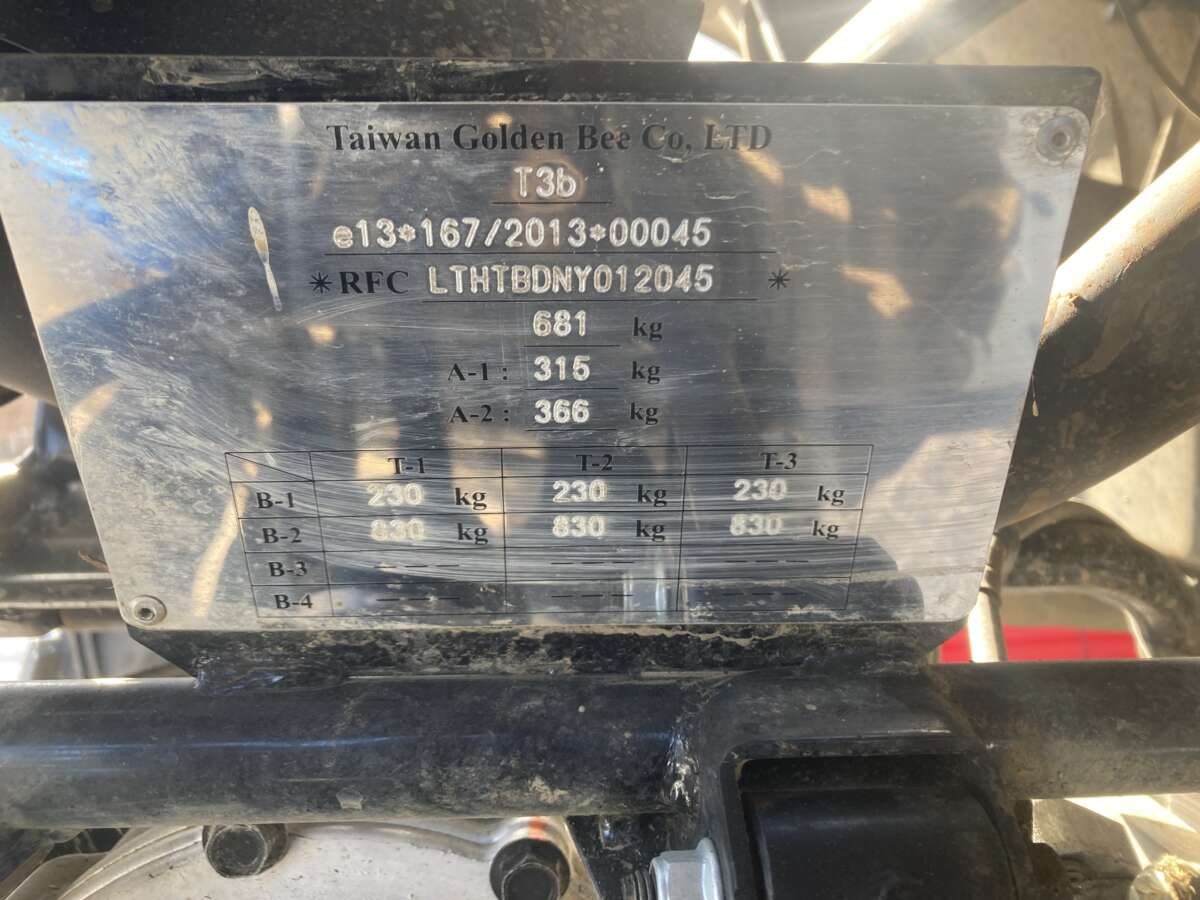 Taiwan Golden Bee Co, LTD
T3b
e13*167/2013*00045
*RFC LTHTBDNY012045 *
681 kg
A-1 : 315 kg
A-2 : 366 kg
T-1 T-2 T-3
B-1 230 kg 230 kg 230 kg
B-2 830 kg 830 kg 830 kg
B-3 ---- ---- ----
B-4 ---- ---- ----